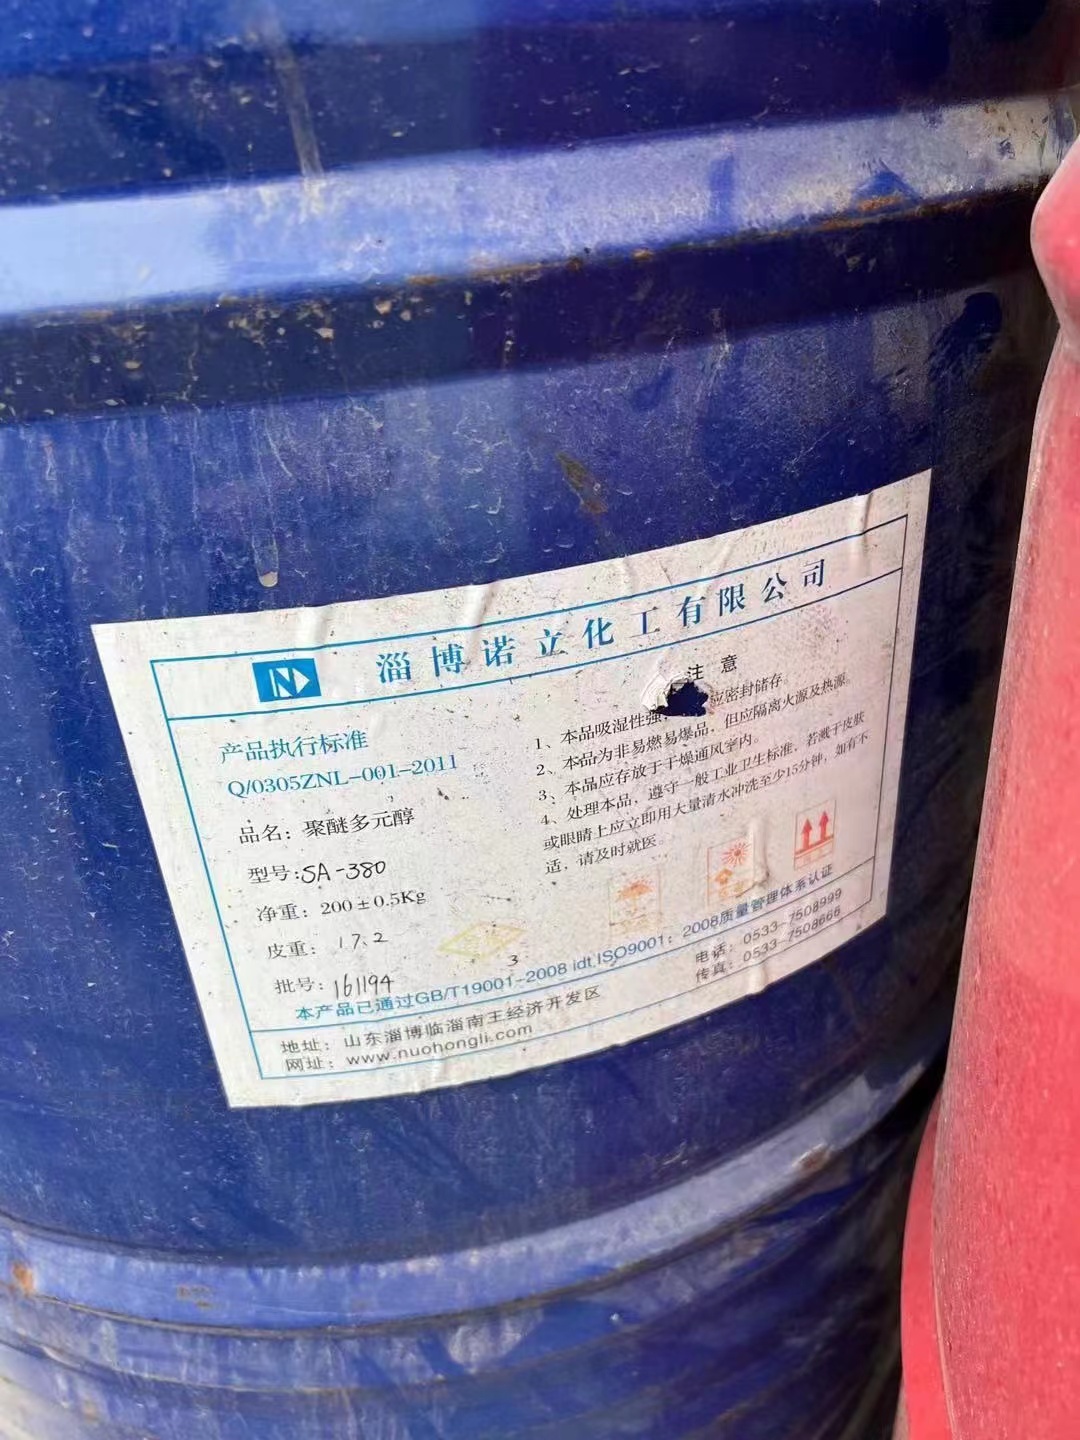 淄博诺立化工有限公司
产品执行标准
Q/0305ZNL-001-2011
品名：聚醚多元醇
型号：SA-380
净重：200±0.5Kg
皮重：17.2
批号：161194
3
注 意
1、本品吸湿性强，应密封储存。
2、本品为非易燃易爆品，但应隔离火源及热源。
3、本品应存放于干燥通风室内。
4、处理本品，遵守一般工业卫生标准，若溅于皮肤
或眼睛上应立即用大量清水冲洗至少15分钟，如有不
适，请及时就医。
本产品已通过GB/T19001-2008 idt ISO9001：2008质量管理体系认证
地址：山东淄博临淄南王经济开发区
网址：www.nuohongli.com
电话：0533-7508999
传真：0533-7508666